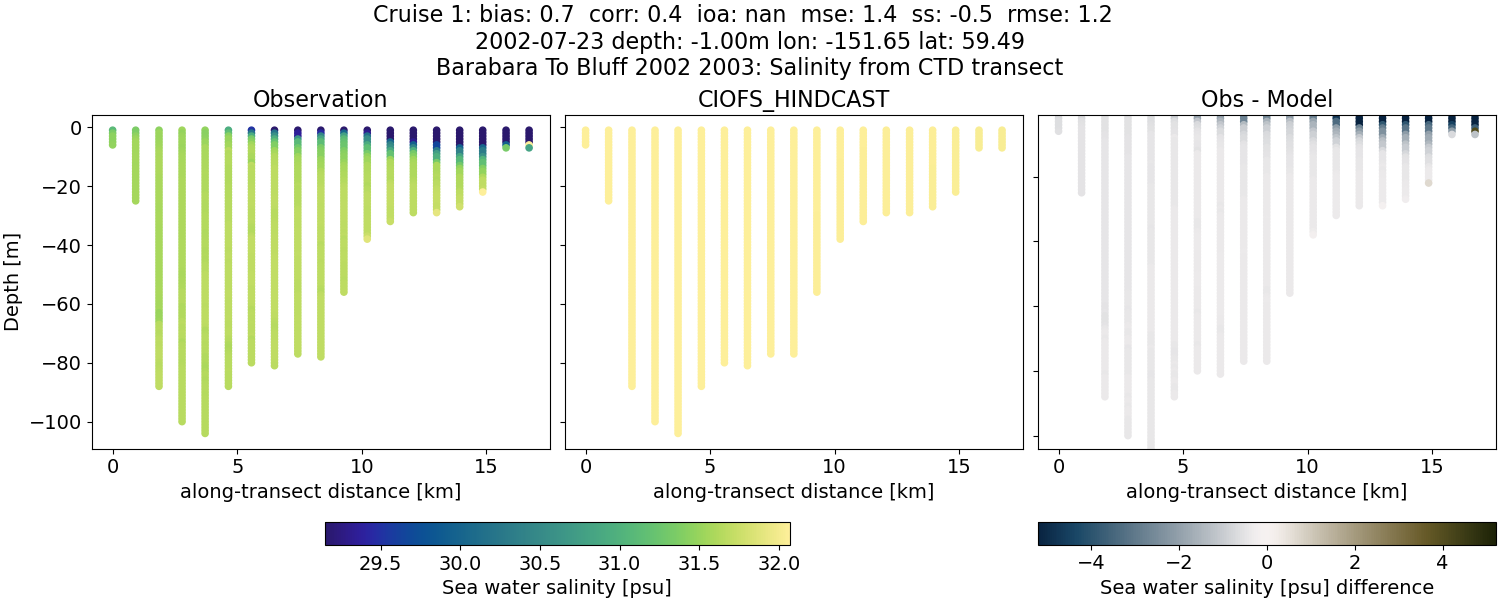 Cruise 1: bias: 0.7  corr: 0.4  ioa: nan  mse: 1.4  ss: -0.5  rmse: 1.2
2002-07-23 depth: -1.00m lon: -151.65 lat: 59.49
Barabara To Bluff 2002 2003: Salinity from CTD transect
Observation
CIOFS_HINDCAST
Obs - Model
Depth [m]
0
−20
−40
−60
−80
−100
0 5 10 15
0 5 10 15
0 5 10 15
along-transect distance [km]
along-transect distance [km]
along-transect distance [km]
29.5 30.0 30.5 31.0 31.5 32.0
Sea water salinity [psu]
−4 −2 0 2 4
Sea water salinity [psu] difference